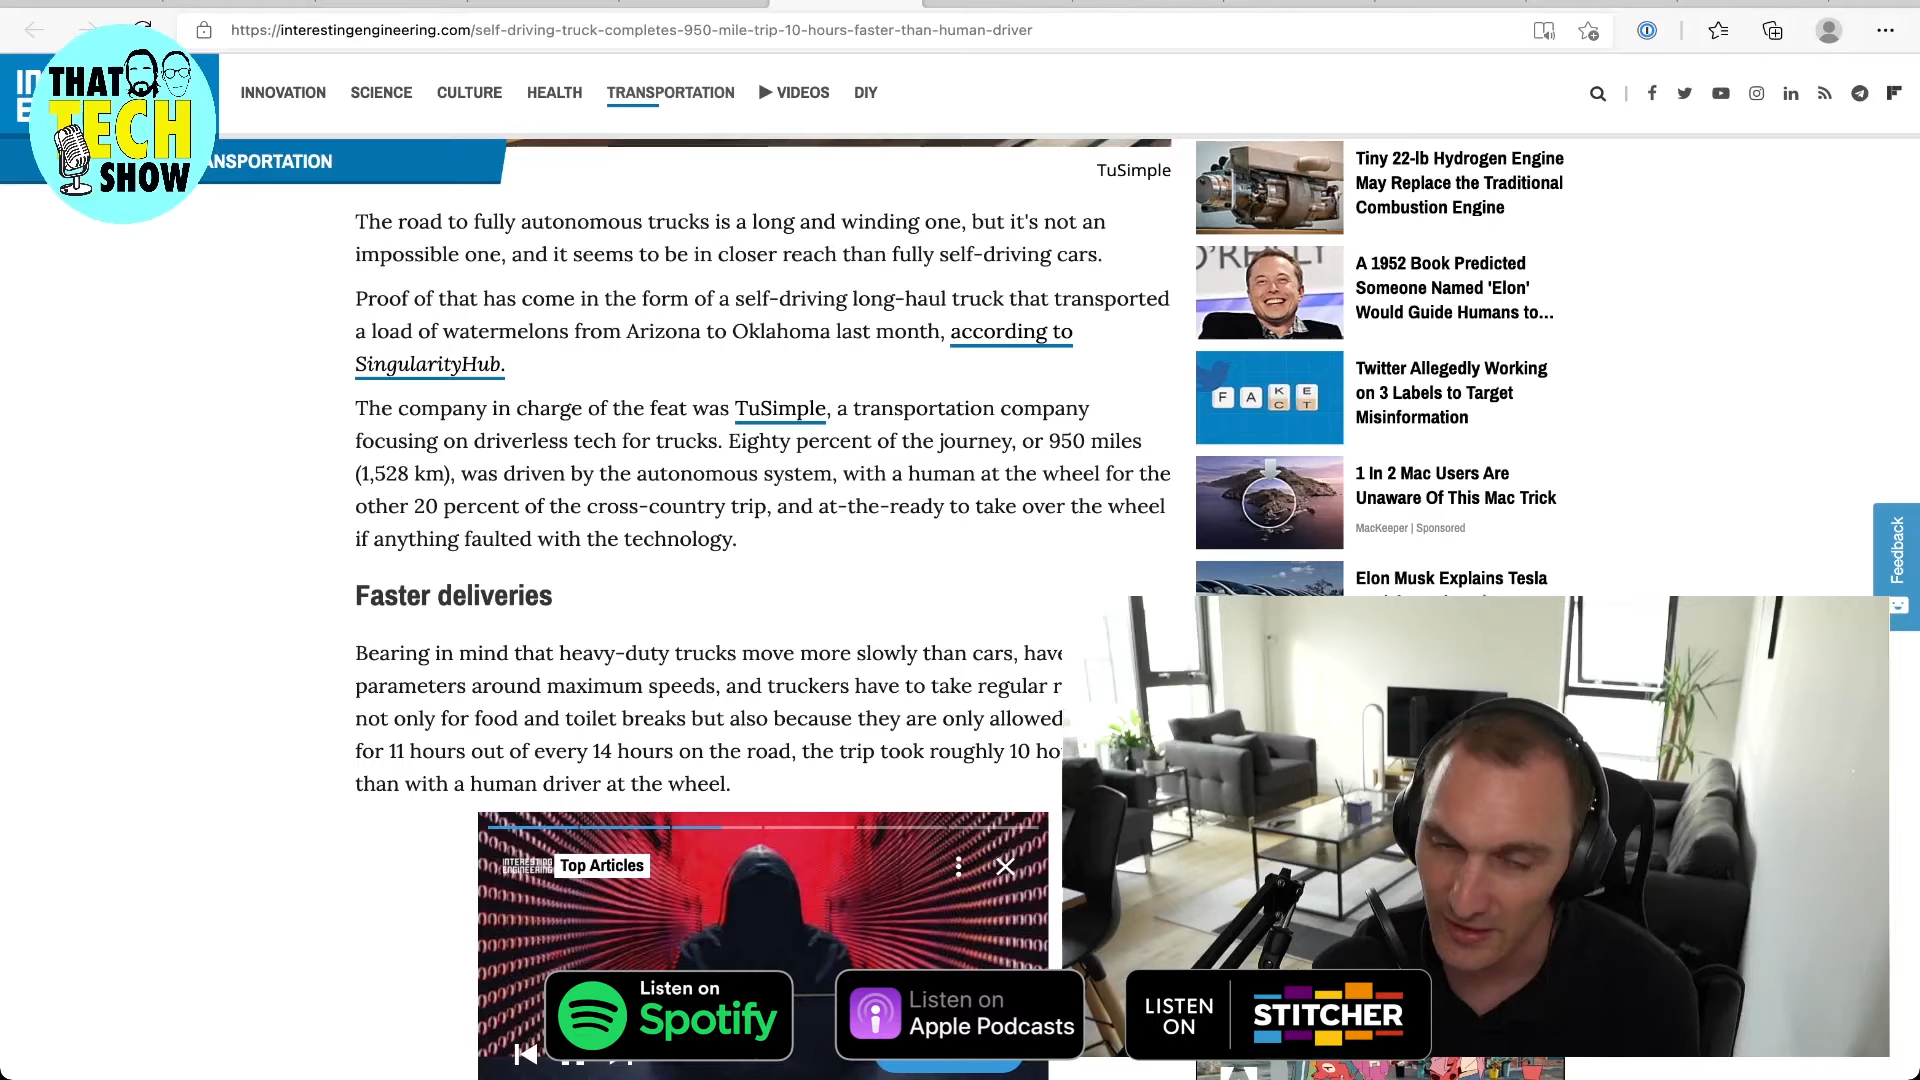 https://interestingengineering.com/self-driving-truck-completes-950-mile-trip-10-hours-faster-than-human-driver
THAT
TECH
SHOW
INNOVATION SCIENCE CULTURE HEALTH TRANSPORTATION VIDEOS DIY
ANSPORTATION
TuSimple
The road to fully autonomous trucks is a long and winding one, but it's not an
impossible one, and it seems to be in closer reach than fully self-driving cars.
Proof of that has come in the form of a self-driving long-haul truck that transported
a load of watermelons from Arizona to Oklahoma last month, according to
SingularityHub.
The company in charge of the feat was TuSimple, a transportation company
focusing on driverless tech for trucks. Eighty percent of the journey, or 950 miles
(1,528 km), was driven by the autonomous system, with a human at the wheel for the
other 20 percent of the cross-country trip, and at-the-ready to take over the wheel
if anything faulted with the technology.
Faster deliveries
Bearing in mind that heavy-duty trucks move more slowly than cars, have
parameters around maximum speeds, and truckers have to take regular r
not only for food and toilet breaks but also because they are only allowed
for 11 hours out of every 14 hours on the road, the trip took roughly 10 ho
than with a human driver at the wheel.
INTERESTING
ENGINEERING
Top Articles
Tiny 22-lb Hydrogen Engine
May Replace the Traditional
Combustion Engine
O'REILLY
A 1952 Book Predicted
Someone Named 'Elon'
Would Guide Humans to...
F A K E
C T
Twitter Allegedly Working
on 3 Labels to Target
Misinformation
1 In 2 Mac Users Are
Unaware Of This Mac Trick
MacKeeper | Sponsored
Elon Musk Explains Tesla
Feedback
Listen on
Spotify
Listen on
Apple Podcasts
LISTEN
ON
STITCHER